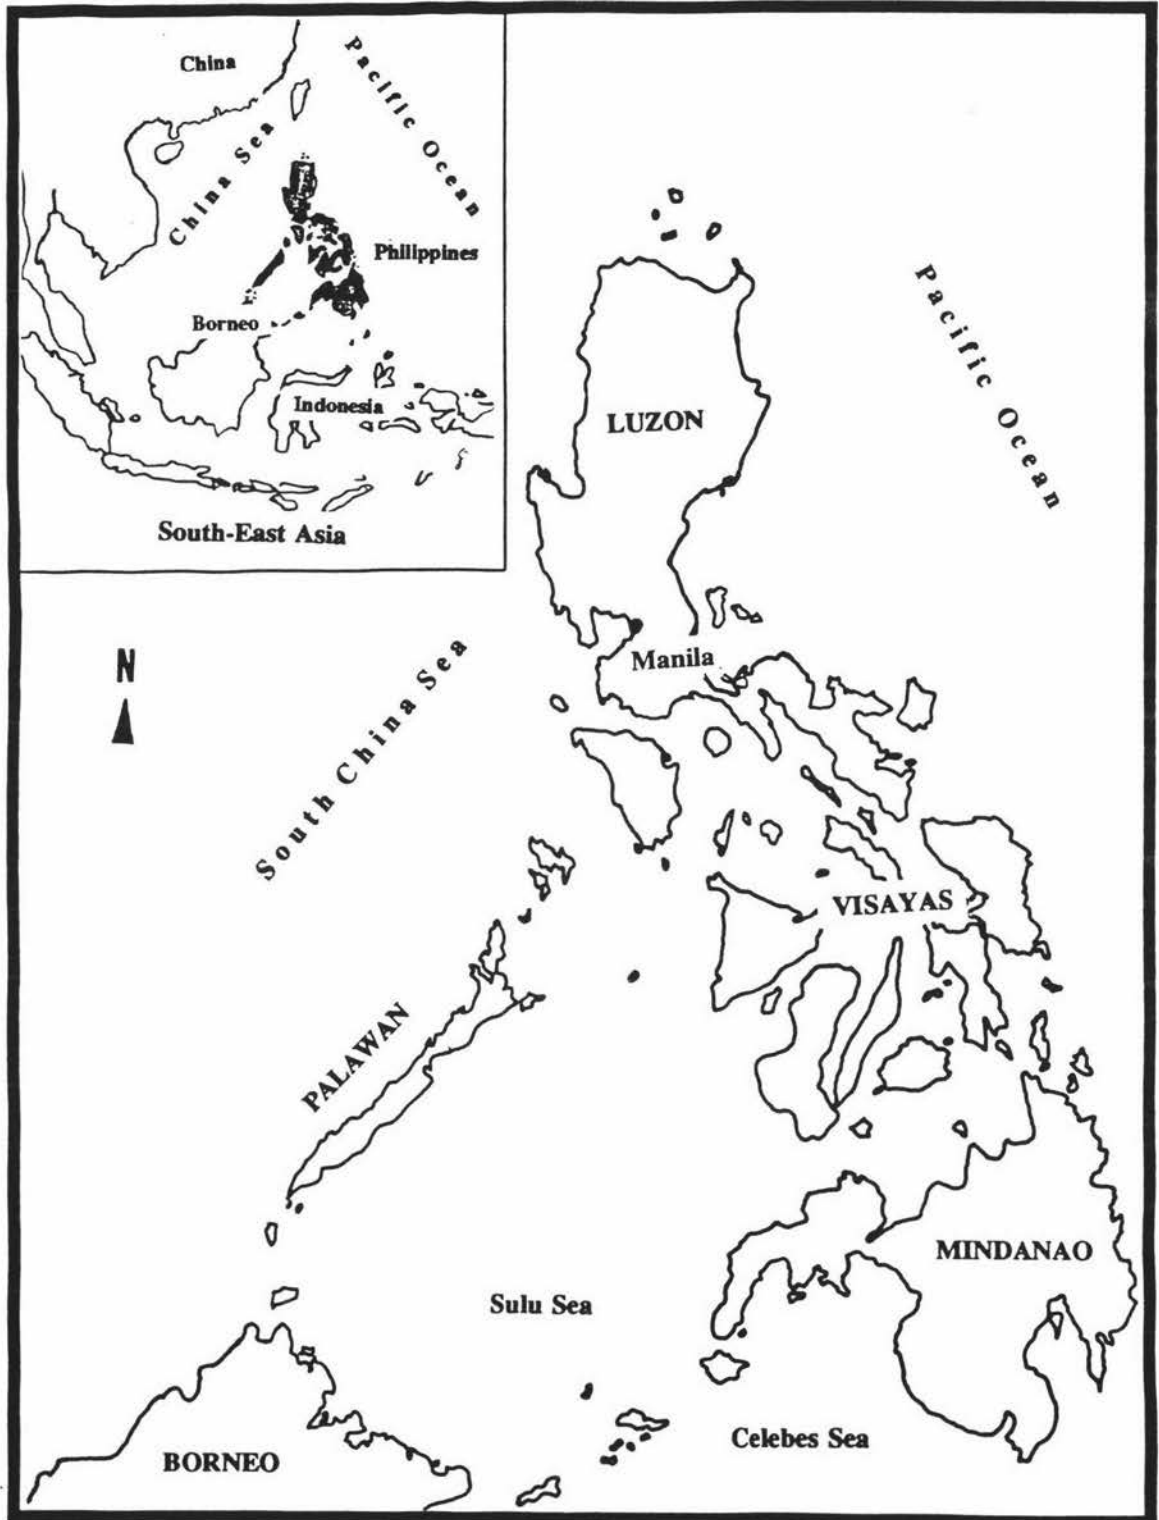 China
Pacific Ocean
China Sea
Philippines
Borneo
Indonesia
South-East Asia
Pacific Ocean
LUZON
N
Manila
South China Sea
VISAYAS
PALAWAN
MINDANAO
Sulu Sea
Celebes Sea
BORNEO